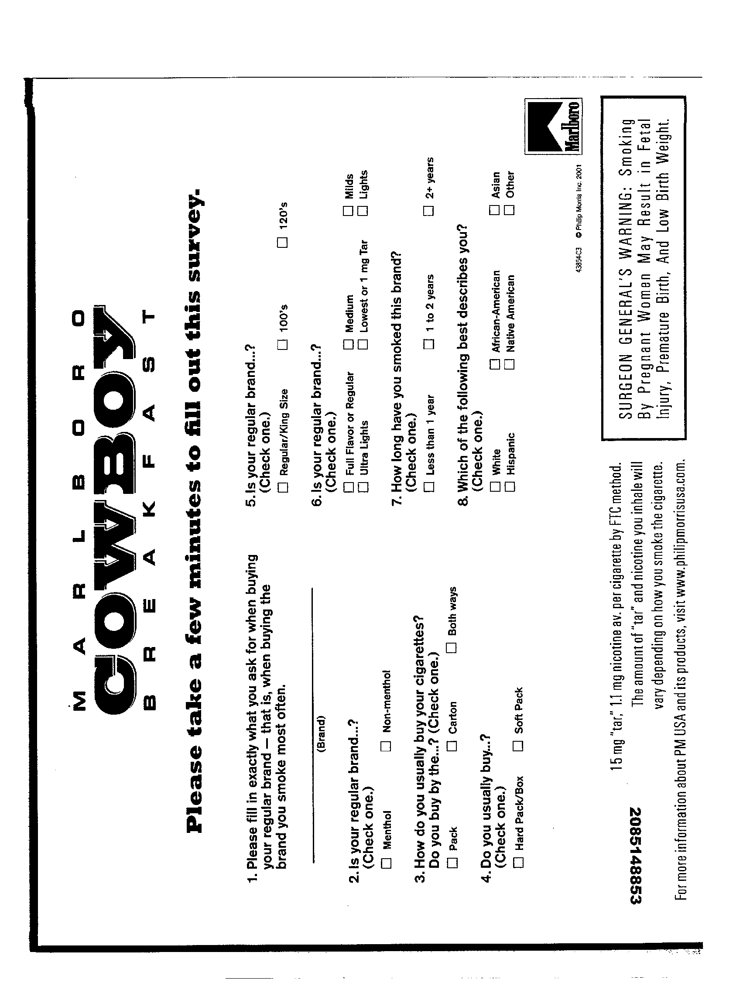 MARLBORO
COWBOY
BREAKFAST
Please take a few minutes to fill out this survey.
1. Please fill in exactly what you ask for when buying
your regular brand — that is, when buying the
brand you smoke most often.
(Brand)
2. Is your regular brand...?
(Check one.)
☐ Menthol ☐ Non-menthol
3. How do you usually buy your cigarettes?
Do you buy by the...? (Check one.)
☐ Pack ☐ Carton ☐ Both ways
4. Do you usually buy...?
(Check one.)
☐ Hard Pack/Box ☐ Soft Pack
5. Is your regular brand...?
(Check one.)
☐ Regular/King Size ☐ 100's ☐ 120's
6. Is your regular brand...?
(Check one.)
☐ Full Flavor or Regular ☐ Medium ☐ Milds
☐ Ultra Lights ☐ Lowest or 1 mg Tar ☐ Lights
7. How long have you smoked this brand?
(Check one.)
☐ Less than 1 year ☐ 1 to 2 years ☐ 2+ years
8. Which of the following best describes you?
(Check one.)
☐ White ☐ African-American ☐ Asian
☐ Hispanic ☐ Native American ☐ Other
Marlboro
43854C3 © Philip Morris Inc. 2001
15 mg "tar," 1.1 mg nicotine av. per cigarette by FTC method.
The amount of "tar" and nicotine you inhale will
vary depending on how you smoke the cigarette.
For more information about PM USA and its products, visit www.philipmorrisusa.com.
2085148853
SURGEON GENERAL'S WARNING: Smoking
By Pregnant Women May Result in Fetal
Injury, Premature Birth, And Low Birth Weight.